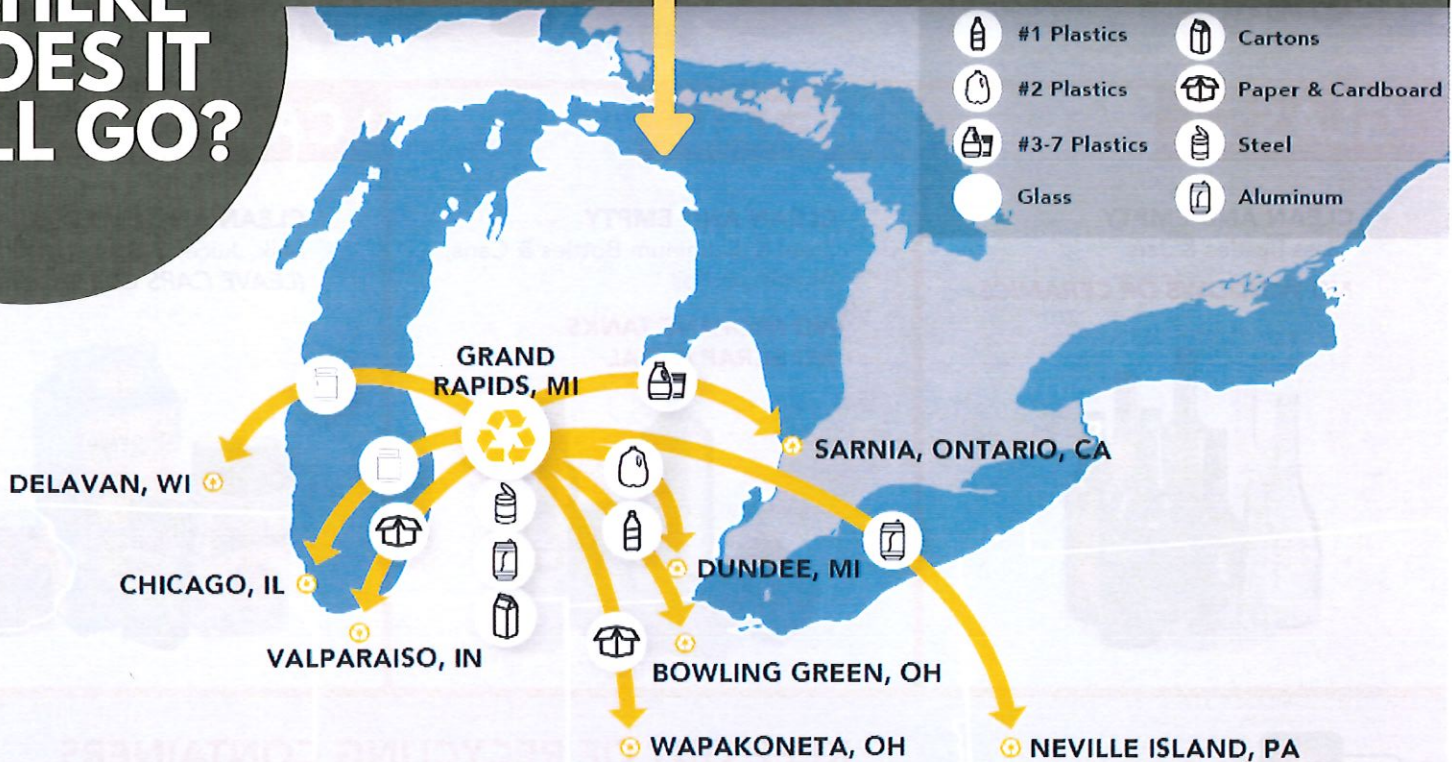 HERE
OES IT
LL GO?
#1 Plastics
Cartons
#2 Plastics
Paper & Cardboard
#3-7 Plastics
Steel
Glass
Aluminum
GRAND
RAPIDS, MI
SARNIA, ONTARIO, CA
DELAVAN, WI
CHICAGO, IL
DUNDEE, MI
VALPARAISO, IN
BOWLING GREEN, OH
WAPAKONETA, OH
NEVILLE ISLAND, PA